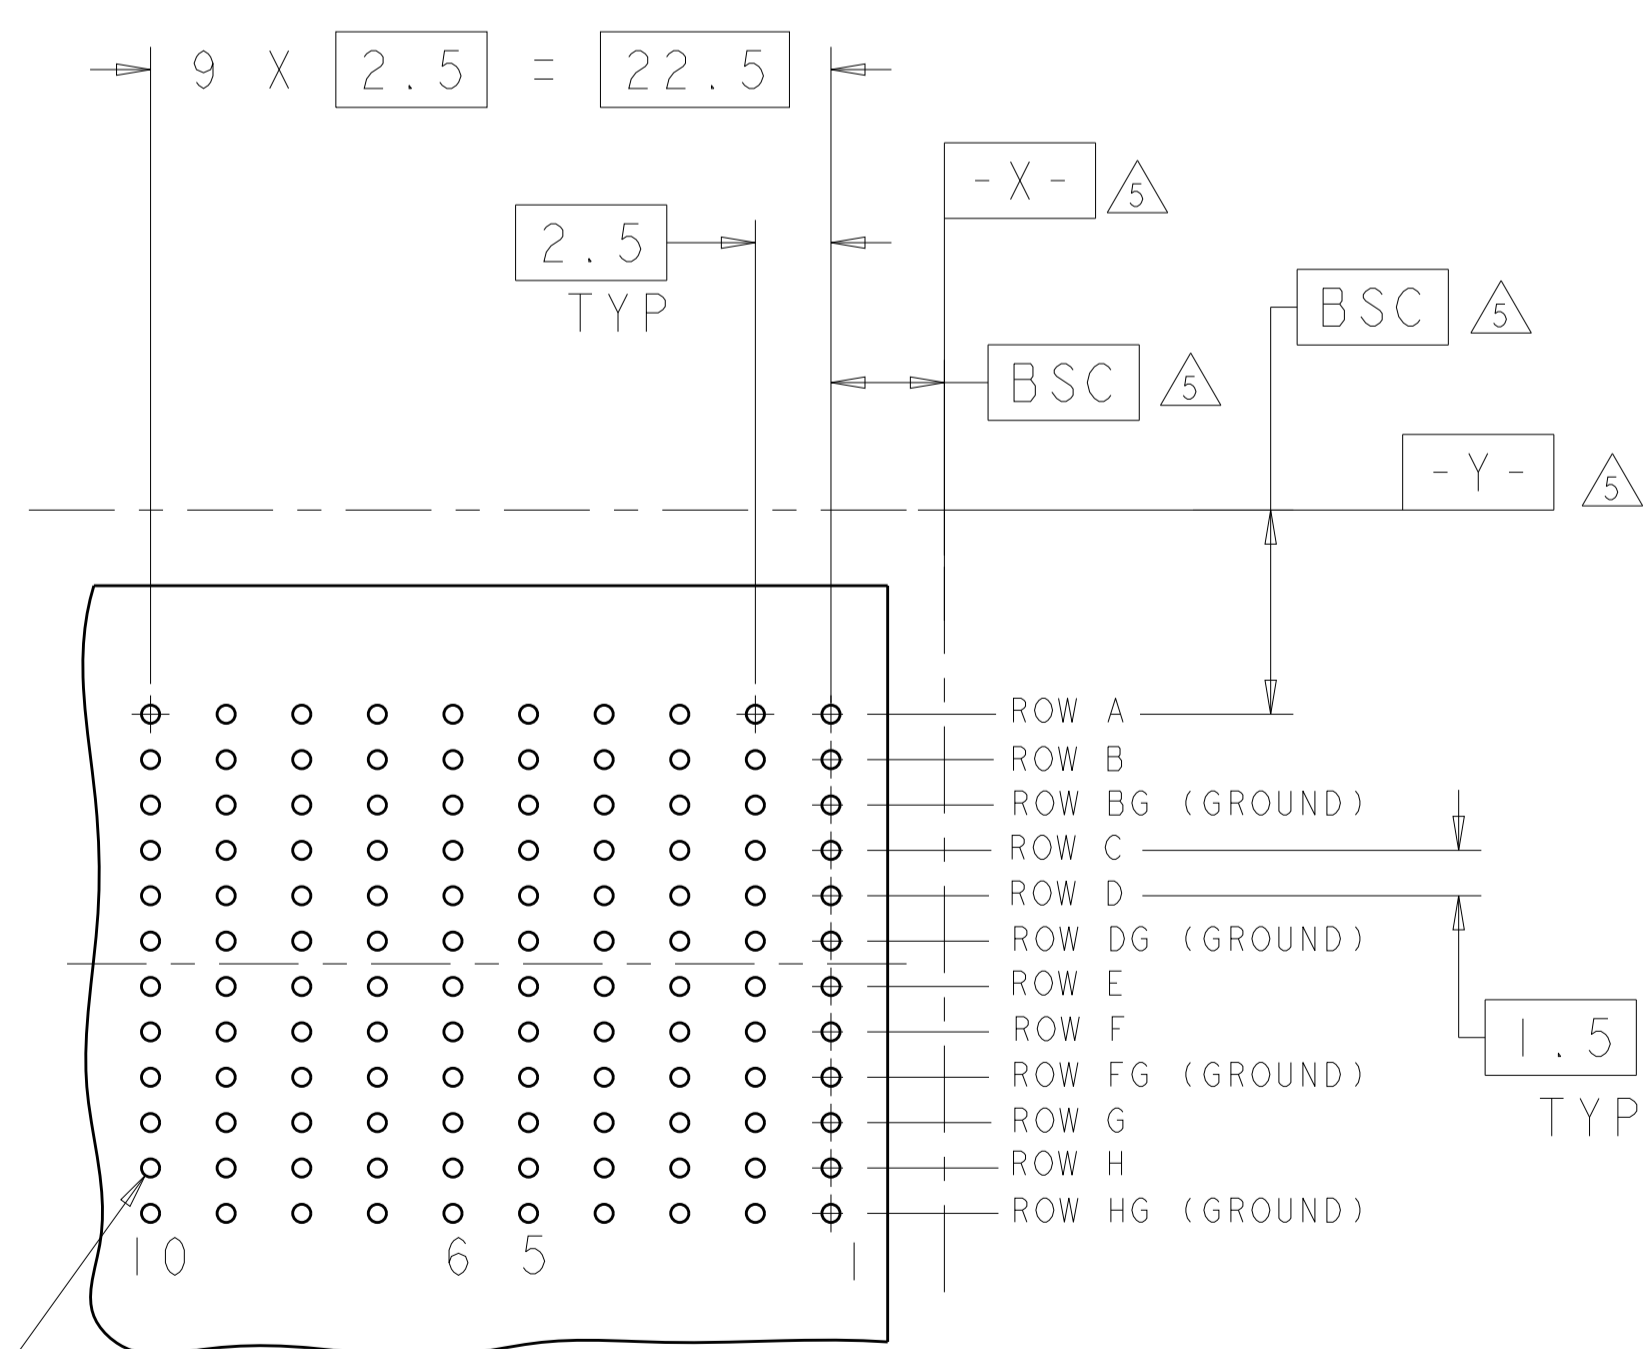 9 X 2.5 = 22.5
-X- 5
2.5
TYP
BSC 5
BSC 5
-Y- 5
ROW A
ROW B
ROW BG (GROUND)
ROW C
ROW D
ROW DG (GROUND)
ROW E
ROW F
1.5
ROW FG (GROUND)
TYP
ROW G
ROW H
ROW HG (GROUND)
10 6 5 1